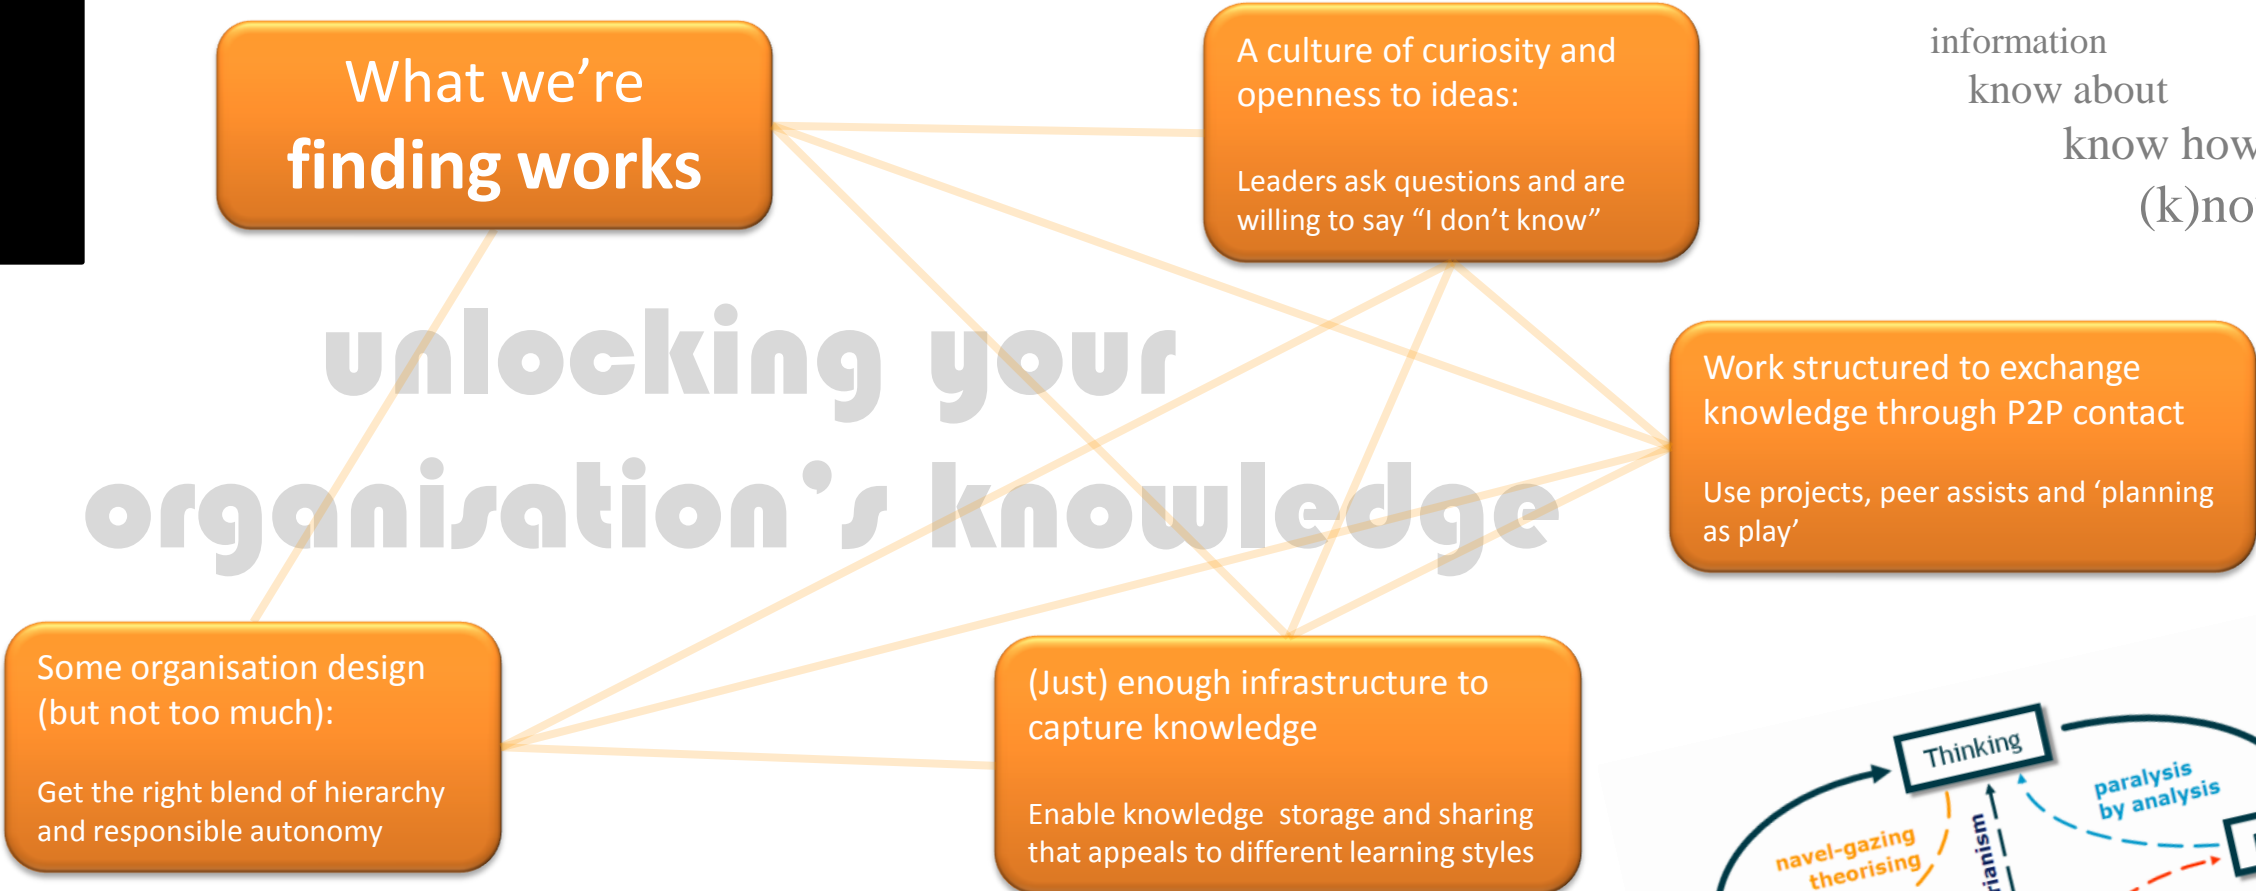 What we’re
finding works
A culture of curiosity and
openness to ideas:
Leaders ask questions and are
willing to say “I don’t know”
information
know about
know how
unlocking your
organisation’s knowledge
Work structured to exchange
knowledge through P2P contact
Use projects, peer assists and ‘planning
as play’
Some organisation design
(but not too much):
Get the right blend of hierarchy
and responsible autonomy
(Just) enough infrastructure to
capture knowledge
Enable knowledge storage and sharing
that appeals to different learning styles
Thinking
paralysis
by analysis
navel-gazing
theorising